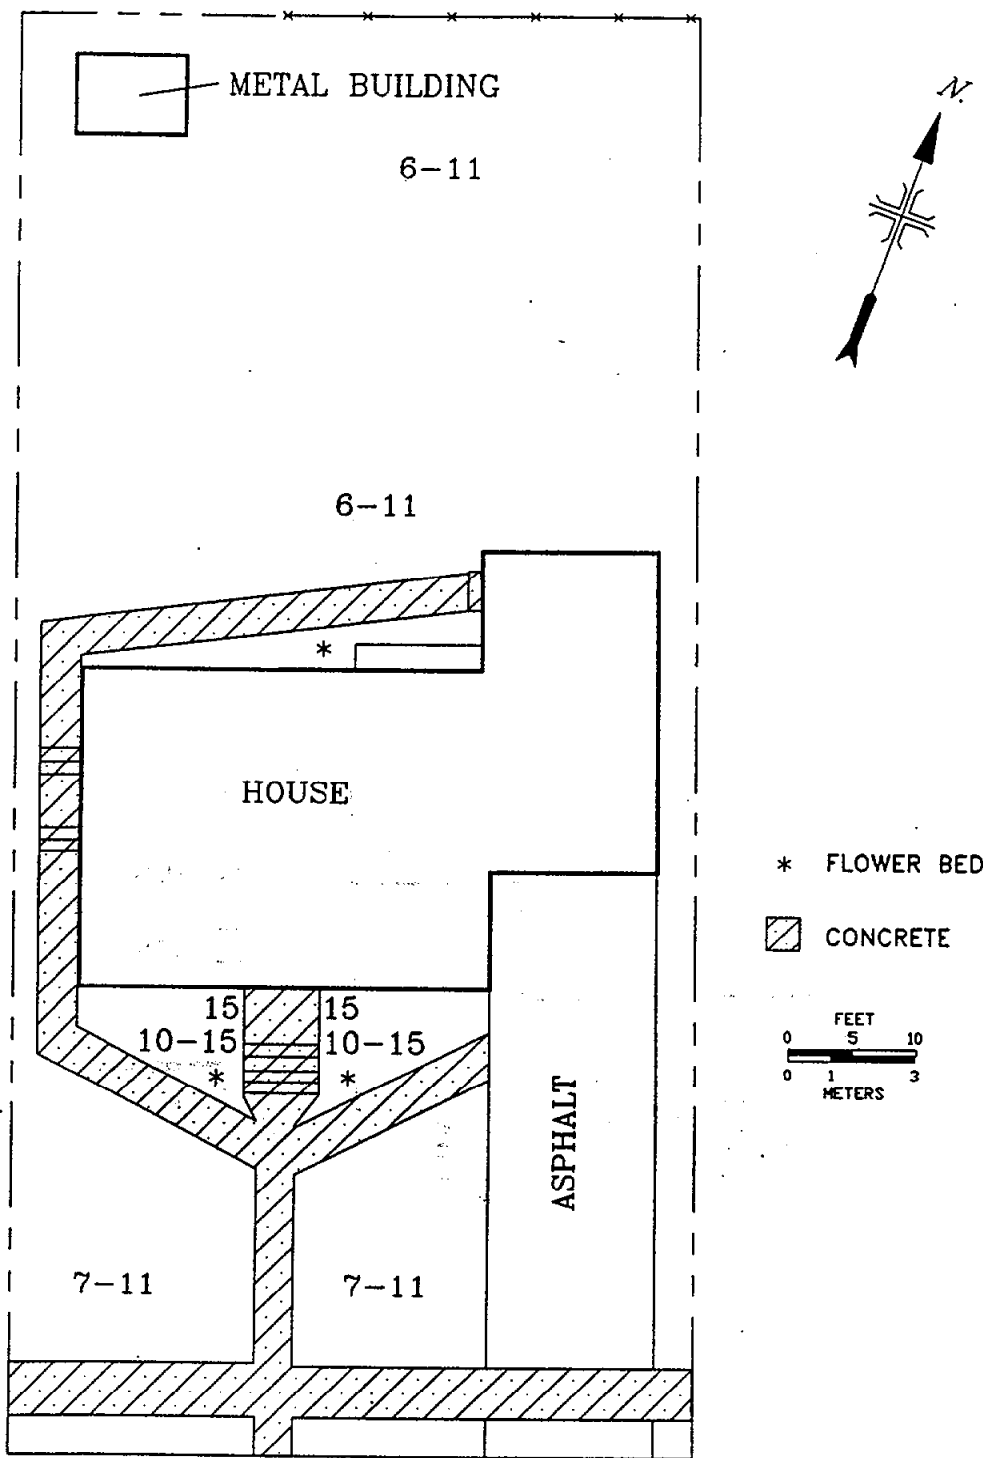 METAL BUILDING
N.
6-11
6-11
HOUSE
* FLOWER BED
CONCRETE
15 15
10-15 10-15
* *
*
FEET
0 5 10
0 1 3
METERS
ASPHALT
7-11 7-11